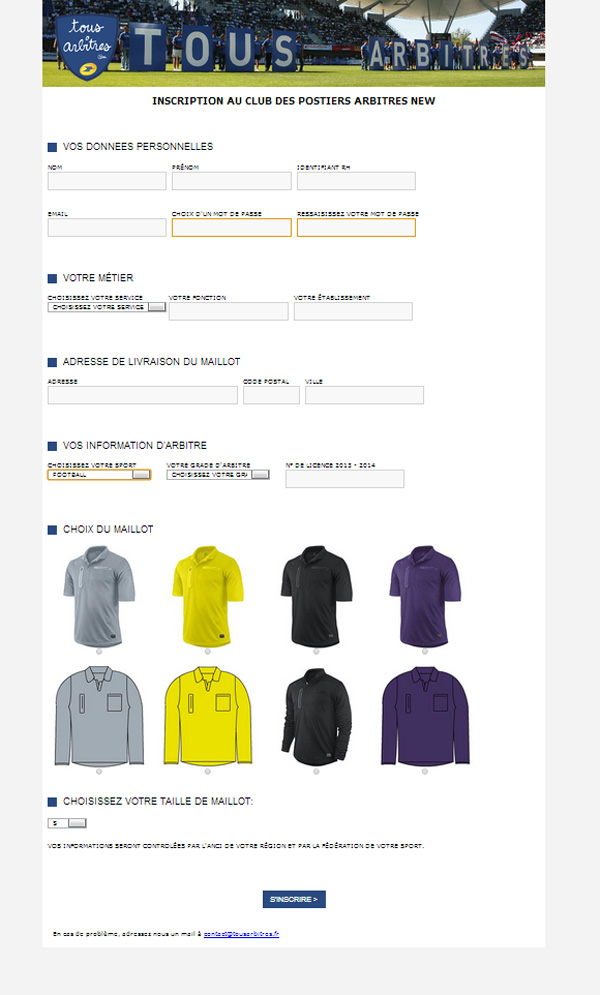 tous
arbitres
TOUS ARBITRES
INSCRIPTION AU CLUB DES POSTIERS ARBITRES NEW
VOS DONNEES PERSONNELLES
NOM PRÉNOM IDENTIFIANT RH
EMAIL CHOIX D'UN MOT DE PASSE RESSAISISSEZ VOTRE MOT DE PASSE
VOTRE MÉTIER
CHOISISSEZ VOTRE SERVICE VOTRE FONCTION VOTRE ÉTABLISSEMENT
CHOISISSEZ VOTRE SERVICE
ADRESSE DE LIVRAISON DU MAILLOT
ADRESSE CODE POSTAL VILLE
VOS INFORMATION D'ARBITRE
CHOISISSEZ VOTRE SPORT VOTRE GRADE D'ARBITRE N° DE LICENCE 2013 - 2014
FOOTBALL CHOISISSEZ VOTRE GRA
CHOIX DU MAILLOT
CHOISISSEZ VOTRE TAILLE DE MAILLOT:
S
VOS INFORMATIONS SERONT CONTROLÉES PAR L'ANCI DE VOTRE RÉGION ET PAR LA FÉDÉRATION DE VOTRE SPORT.
S'INSCRIRE >
En cas de problème, adressez nous un mail à contact@tousarbitres.fr